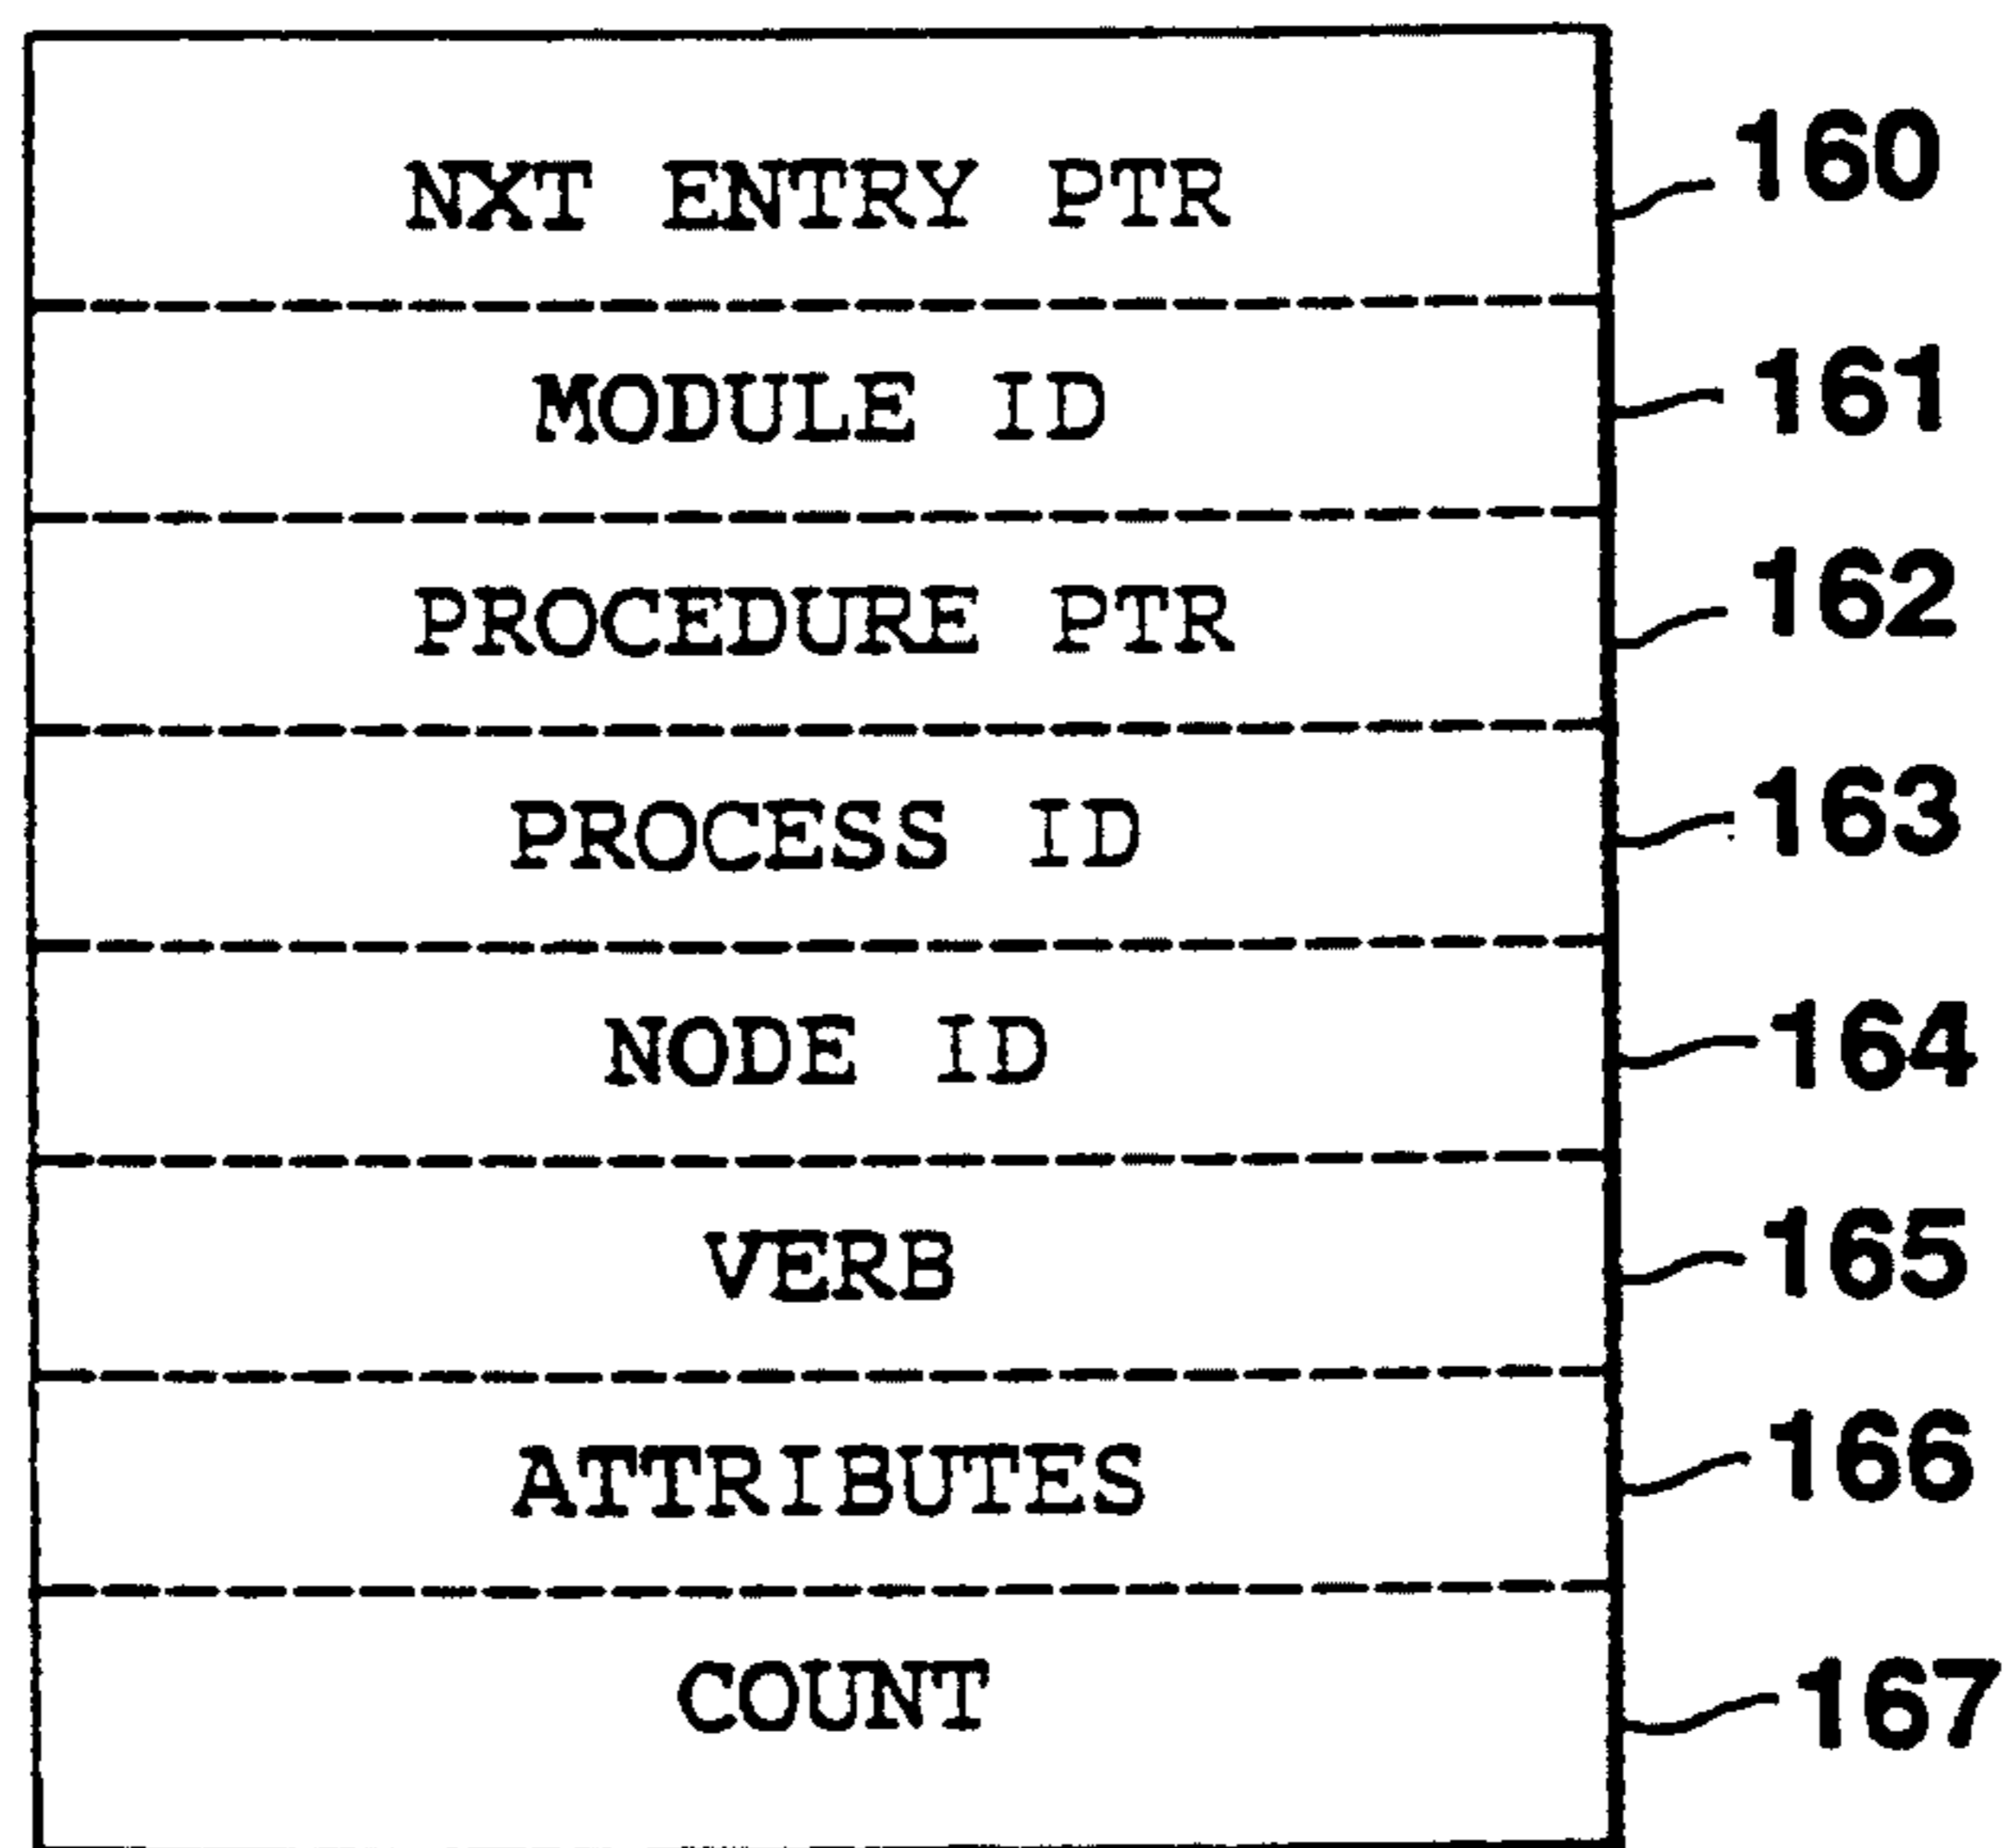 NXT ENTRY PTR 160
MODULE ID 161
PROCEDURE PTR 162
PROCESS ID 163
NODE ID 164
VERB 165
ATTRIBUTES 166
COUNT 167